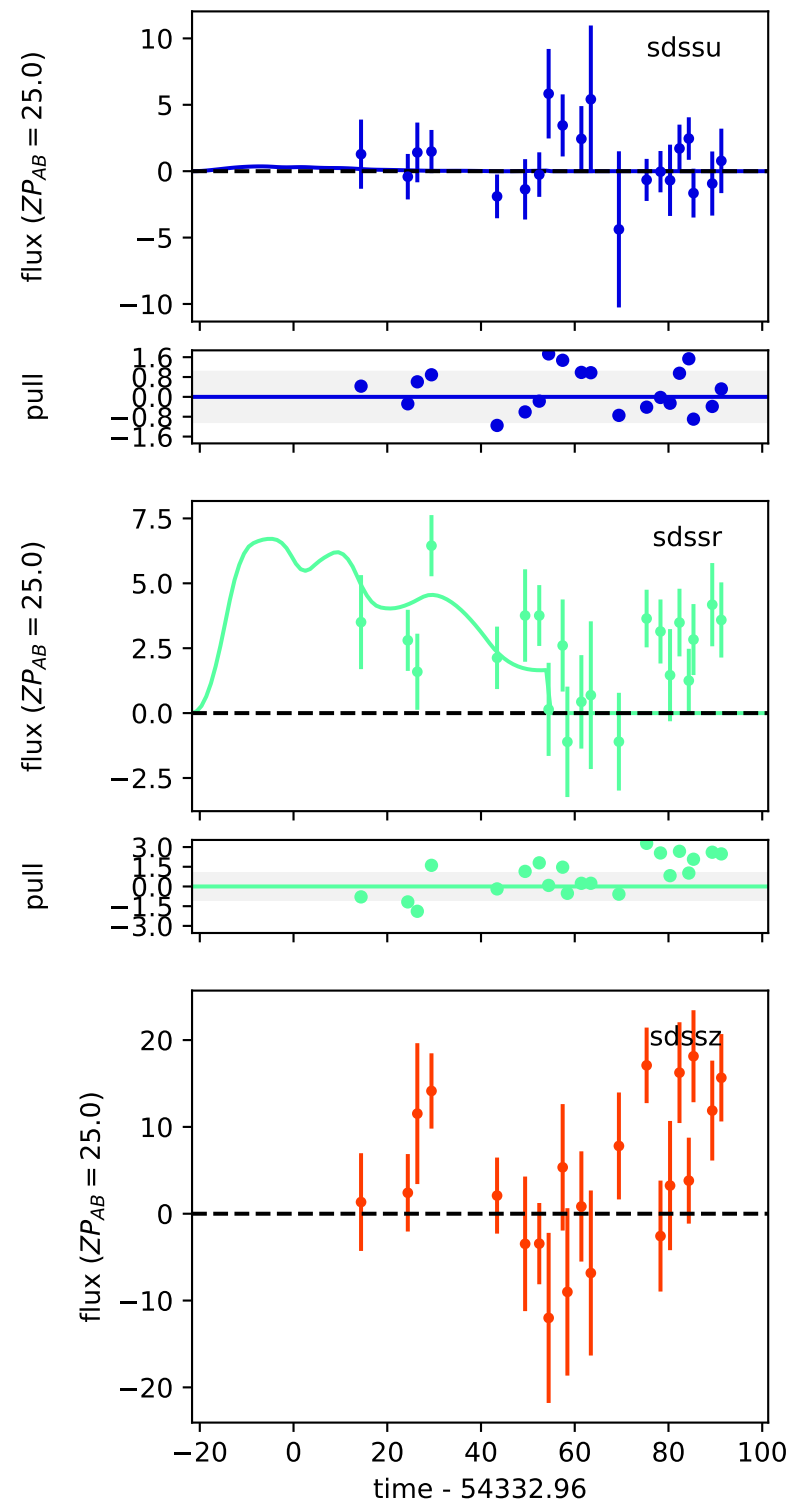 sdssu
flux (ZP_AB = 25.0)
10
5
0
−5
−10
pull
1.6
0.8
0.0
−0.8
−1.6
sdssr
flux (ZP_AB = 25.0)
7.5
5.0
2.5
0.0
−2.5
pull
3.0
1.5
0.0
−1.5
−3.0
sdssz
flux (ZP_AB = 25.0)
20
10
0
−10
−20
−20 0 20 40 60 80 100
time - 54332.96